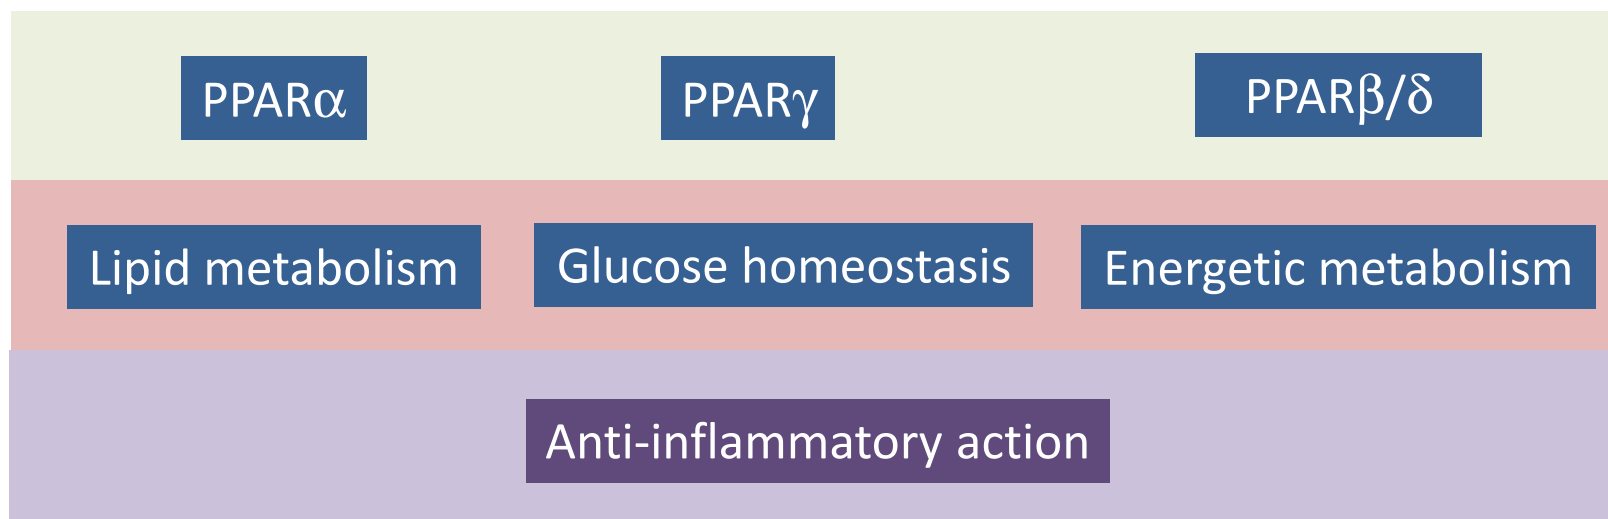 PPARα
PPARγ
PPARβ/δ
Lipid metabolism
Glucose homeostasis
Energetic metabolism
Anti-inflammatory action